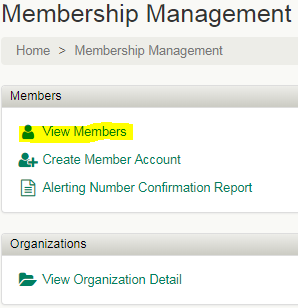 Membership Management
Home > Membership Management
Members
View Members
Create Member Account
Alerting Number Confirmation Report
Organizations
View Organization Detail